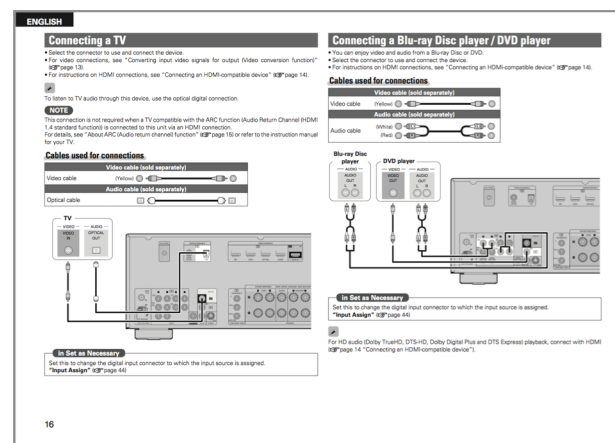 ENGLISH
Connecting a TV
• Select the connector to use and connect the device.
• For video connections, see “Converting input video signals for output (Video conversion function)”
page 13).
• For instructions on HDMI connections, see “Connecting an HDMI-compatible device” (page 14).
To listen to TV audio through this device, use the optical digital connection.
NOTE
This connection is not required when a TV compatible with the ARC function (Audio Return Channel (HDMI
1.4 standard function)) is connected to this unit via an HDMI connection.
For details, see “About ARC (Audio return channel) function” (page 15) or refer to the instruction manual
for your TV.
Cables used for connections
Video cable (sold separately)
Video cable (Yellow)
Audio cable (sold separately)
Optical cable
TV
VIDEO AUDIO
VIDEO IN OPTICAL OUT
in Set as Necessary
Set this to change the digital input connector to which the input source is assigned.
“Input Assign” (page 44)
16
Connecting a Blu-ray Disc player / DVD player
• You can enjoy video and audio from a Blu-ray Disc or DVD.
• Select the connector to use and connect the device.
• For instructions on HDMI connections, see “Connecting an HDMI-compatible device” (page 14).
Cables used for connections
Video cable (sold separately)
Video cable (Yellow)
Audio cable (sold separately)
Audio cable (White)
(Red)
Blu-ray Disc
player DVD player
AUDIO VIDEO AUDIO
AUDIO OUT L R VIDEO OUT AUDIO OUT L R
in Set as Necessary
Set this to change the digital input connector to which the input source is assigned.
“Input Assign” (page 44)
For HD audio (Dolby TrueHD, DTS-HD, Dolby Digital Plus and DTS Express) playback, connect with HDMI
(page 14 “Connecting an HDMI-compatible device”).